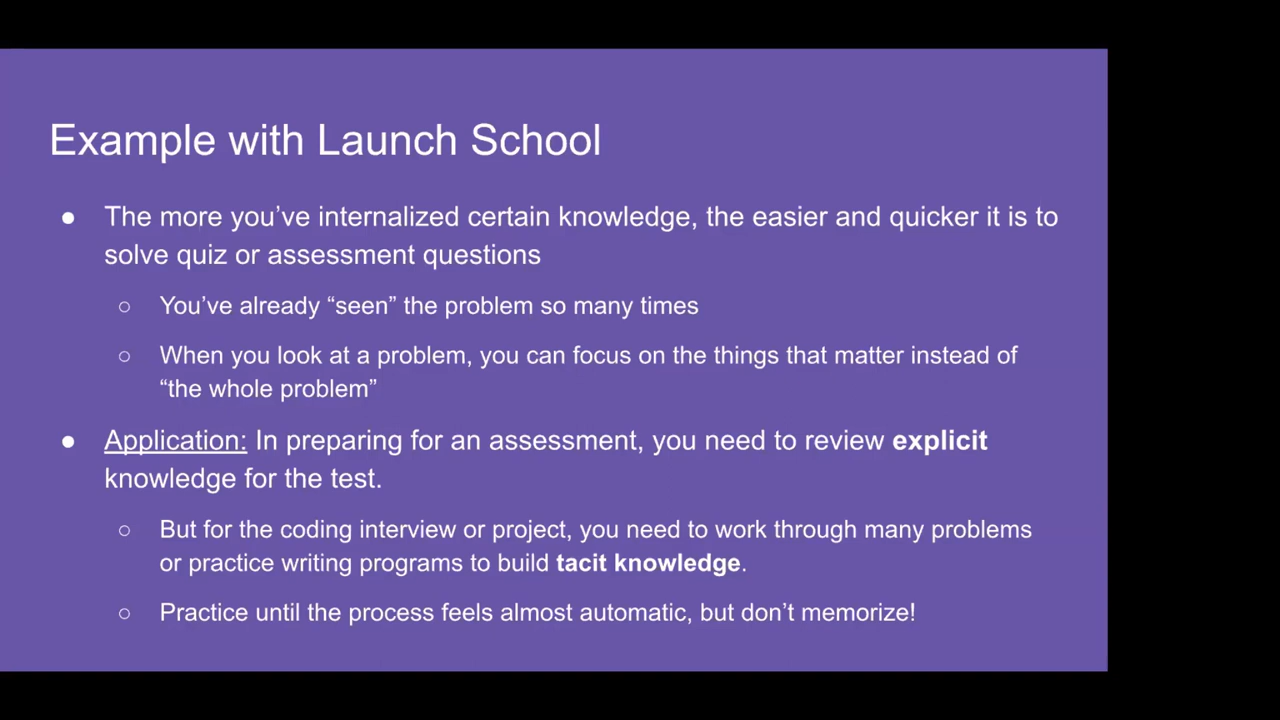 Example with Launch School
● The more you’ve internalized certain knowledge, the easier and quicker it is to
solve quiz or assessment questions
○ You’ve already “seen” the problem so many times
○ When you look at a problem, you can focus on the things that matter instead of
“the whole problem”
● Application: In preparing for an assessment, you need to review explicit
knowledge for the test.
○ But for the coding interview or project, you need to work through many problems
or practice writing programs to build tacit knowledge.
○ Practice until the process feels almost automatic, but don’t memorize!